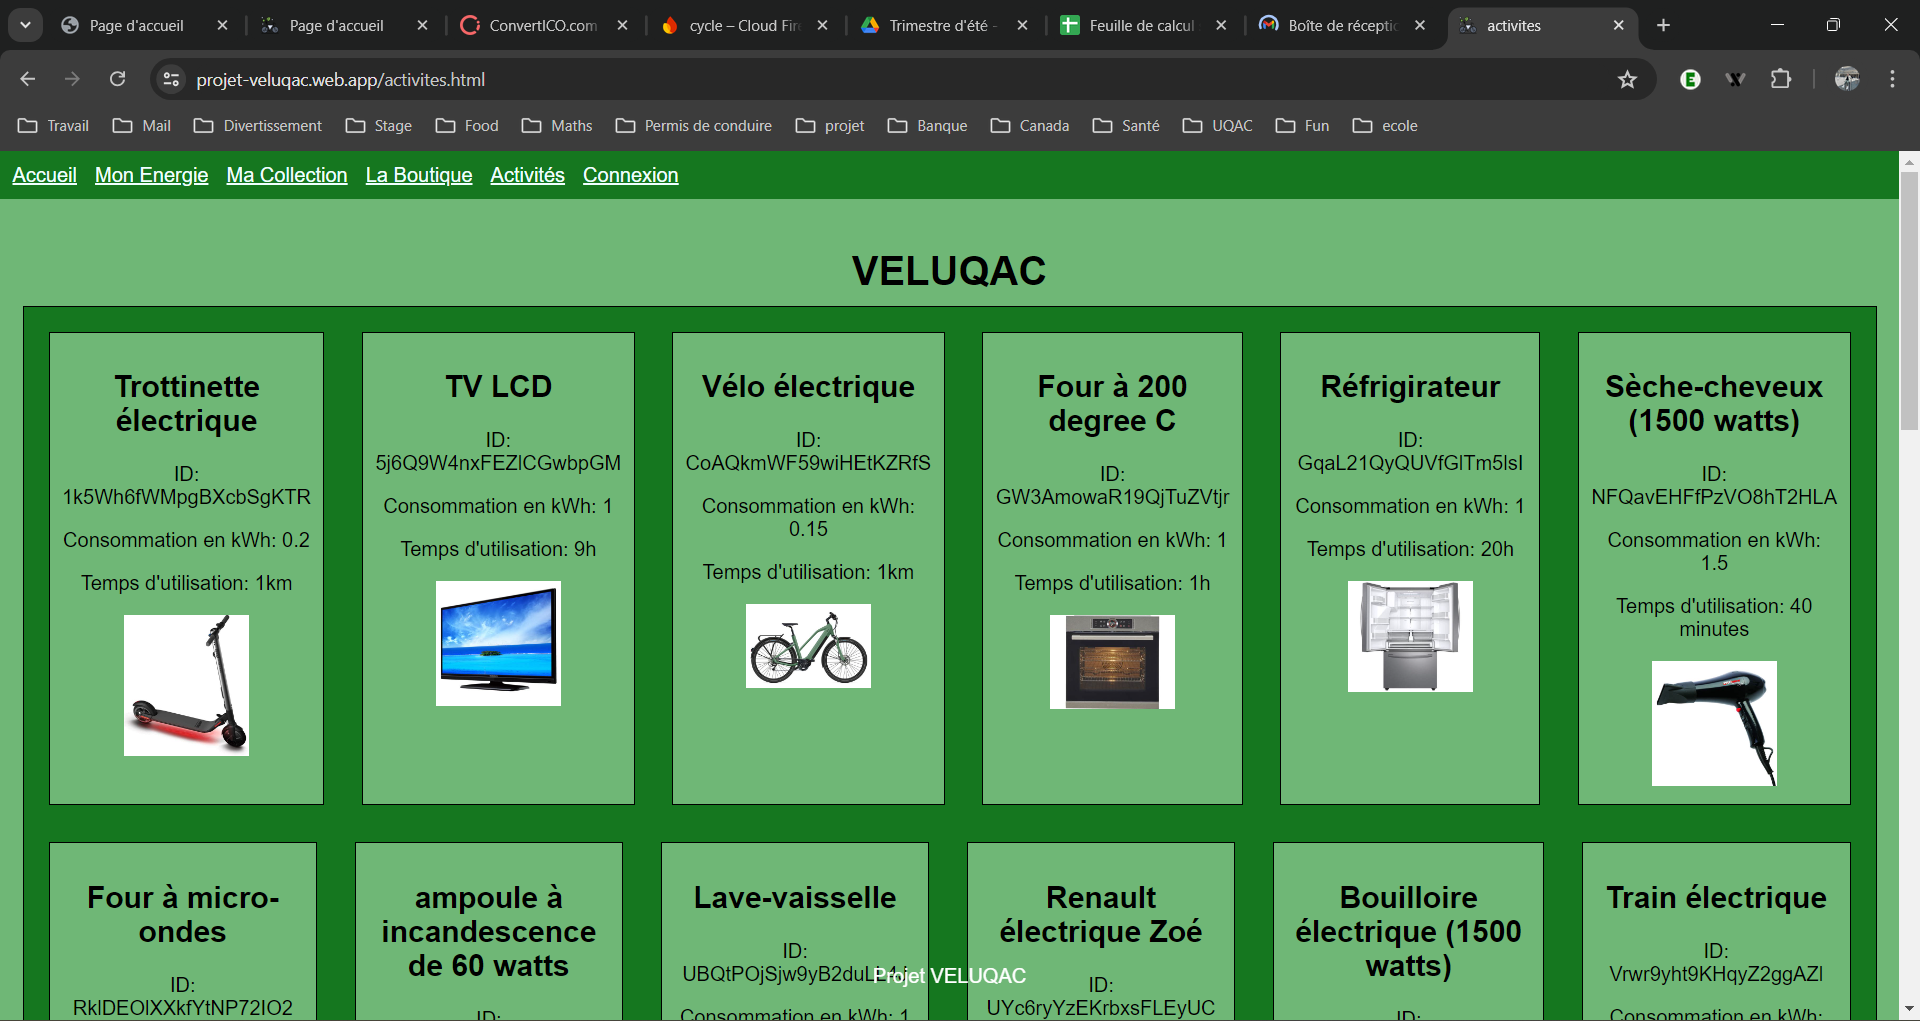 Page d'accueil
Page d'accueil
ConvertICO.com
cycle – Cloud Fir
Trimestre d'été -
Feuille de calcul
Boîte de réceptic
activites
projet-veluqac.web.app/activites.html
Travail Mail Divertissement Stage Food Maths Permis de conduire projet Banque Canada Santé UQAC Fun ecole
Accueil Mon Energie Ma Collection La Boutique Activités Connexion
VELUQAC
Trottinette
électrique
ID:
1k5Wh6fWMpgBXcbSgKTR
Consommation en kWh: 0.2
Temps d'utilisation: 1km
TV LCD
ID:
5j6Q9W4nxFEZlCGwbpGM
Consommation en kWh: 1
Temps d'utilisation: 9h
Vélo électrique
ID:
CoAQkmWF59wiHEtKZRfS
Consommation en kWh:
0.15
Temps d'utilisation: 1km
Four à 200
degree C
ID:
GW3AmowaR19QjTuZVtjr
Consommation en kWh: 1
Temps d'utilisation: 1h
Réfrigirateur
ID:
GqaL21QyQUVfGlTm5lsl
Consommation en kWh: 1
Temps d'utilisation: 20h
Sèche-cheveux
(1500 watts)
ID:
NFQavEHFfPzVO8hT2HLA
Consommation en kWh:
1.5
Temps d'utilisation: 40
minutes
Four à micro-
ondes
ID:
RklDEOlXXkfYtNP72IO2
ampoule à
incandescence
de 60 watts
ID:
Lave-vaisselle
ID:
Consommation en kWh: 1
Renault
électrique Zoé
ID:
UYc6ryYzEKrbxsFLEyUC
Bouilloire
électrique (1500
watts)
ID:
Train électrique
ID:
Vrwr9yht9KHqyZ2ggAZl
Consommation en kWh:
Projet VELUQAC